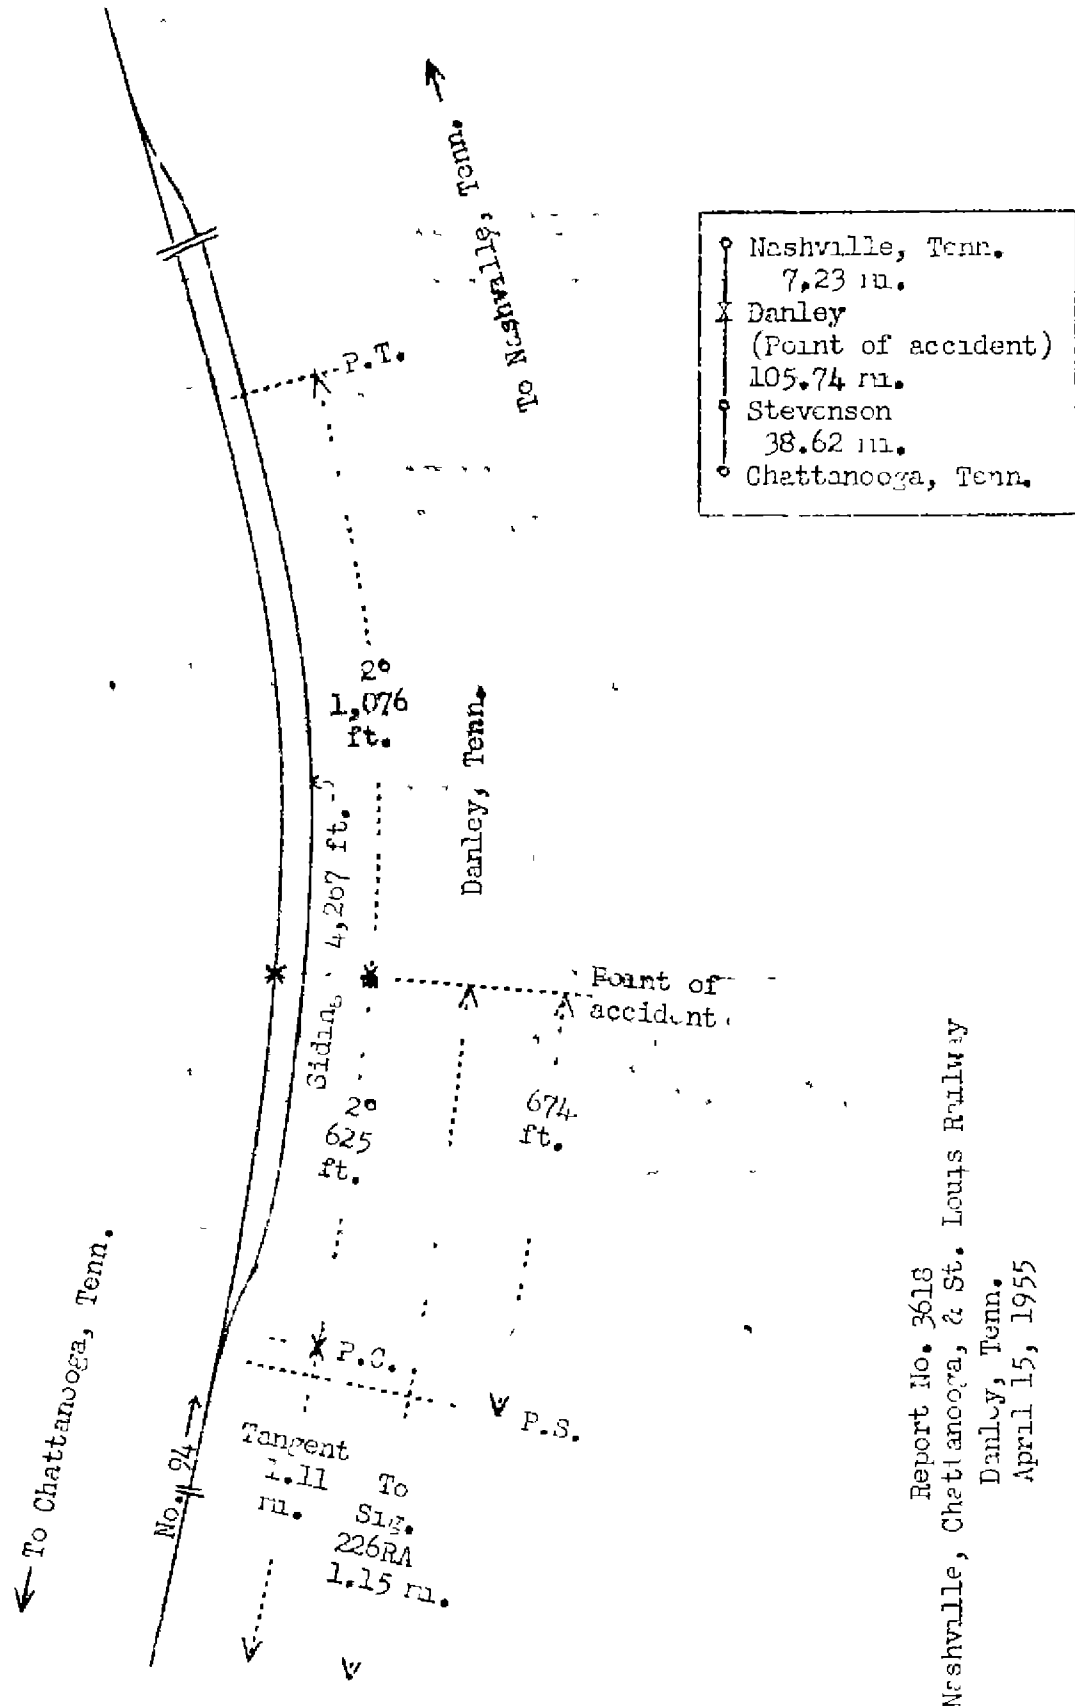 To Nashville, Tenn.
Nashville, Tenn.
7.23 mi.
Danley
(Point of accident)
105.74 mi.
Stevenson
38.62 mi.
Chattanooga, Tenn.
P.T.
2°
1,076
ft.
Danley, Tenn.
Siding - 4,207 ft.
Point of
accident
2°
625
ft.
674
ft.
P.C.
P.S.
Tangent
1.11
mi.
To
Sig.
226RA
1.15 mi.
To Chattanooga, Tenn.
No. 94
Report No. 3618
Nashville, Chattanooga, & St. Louis Railway
Danley, Tenn.
April 15, 1955